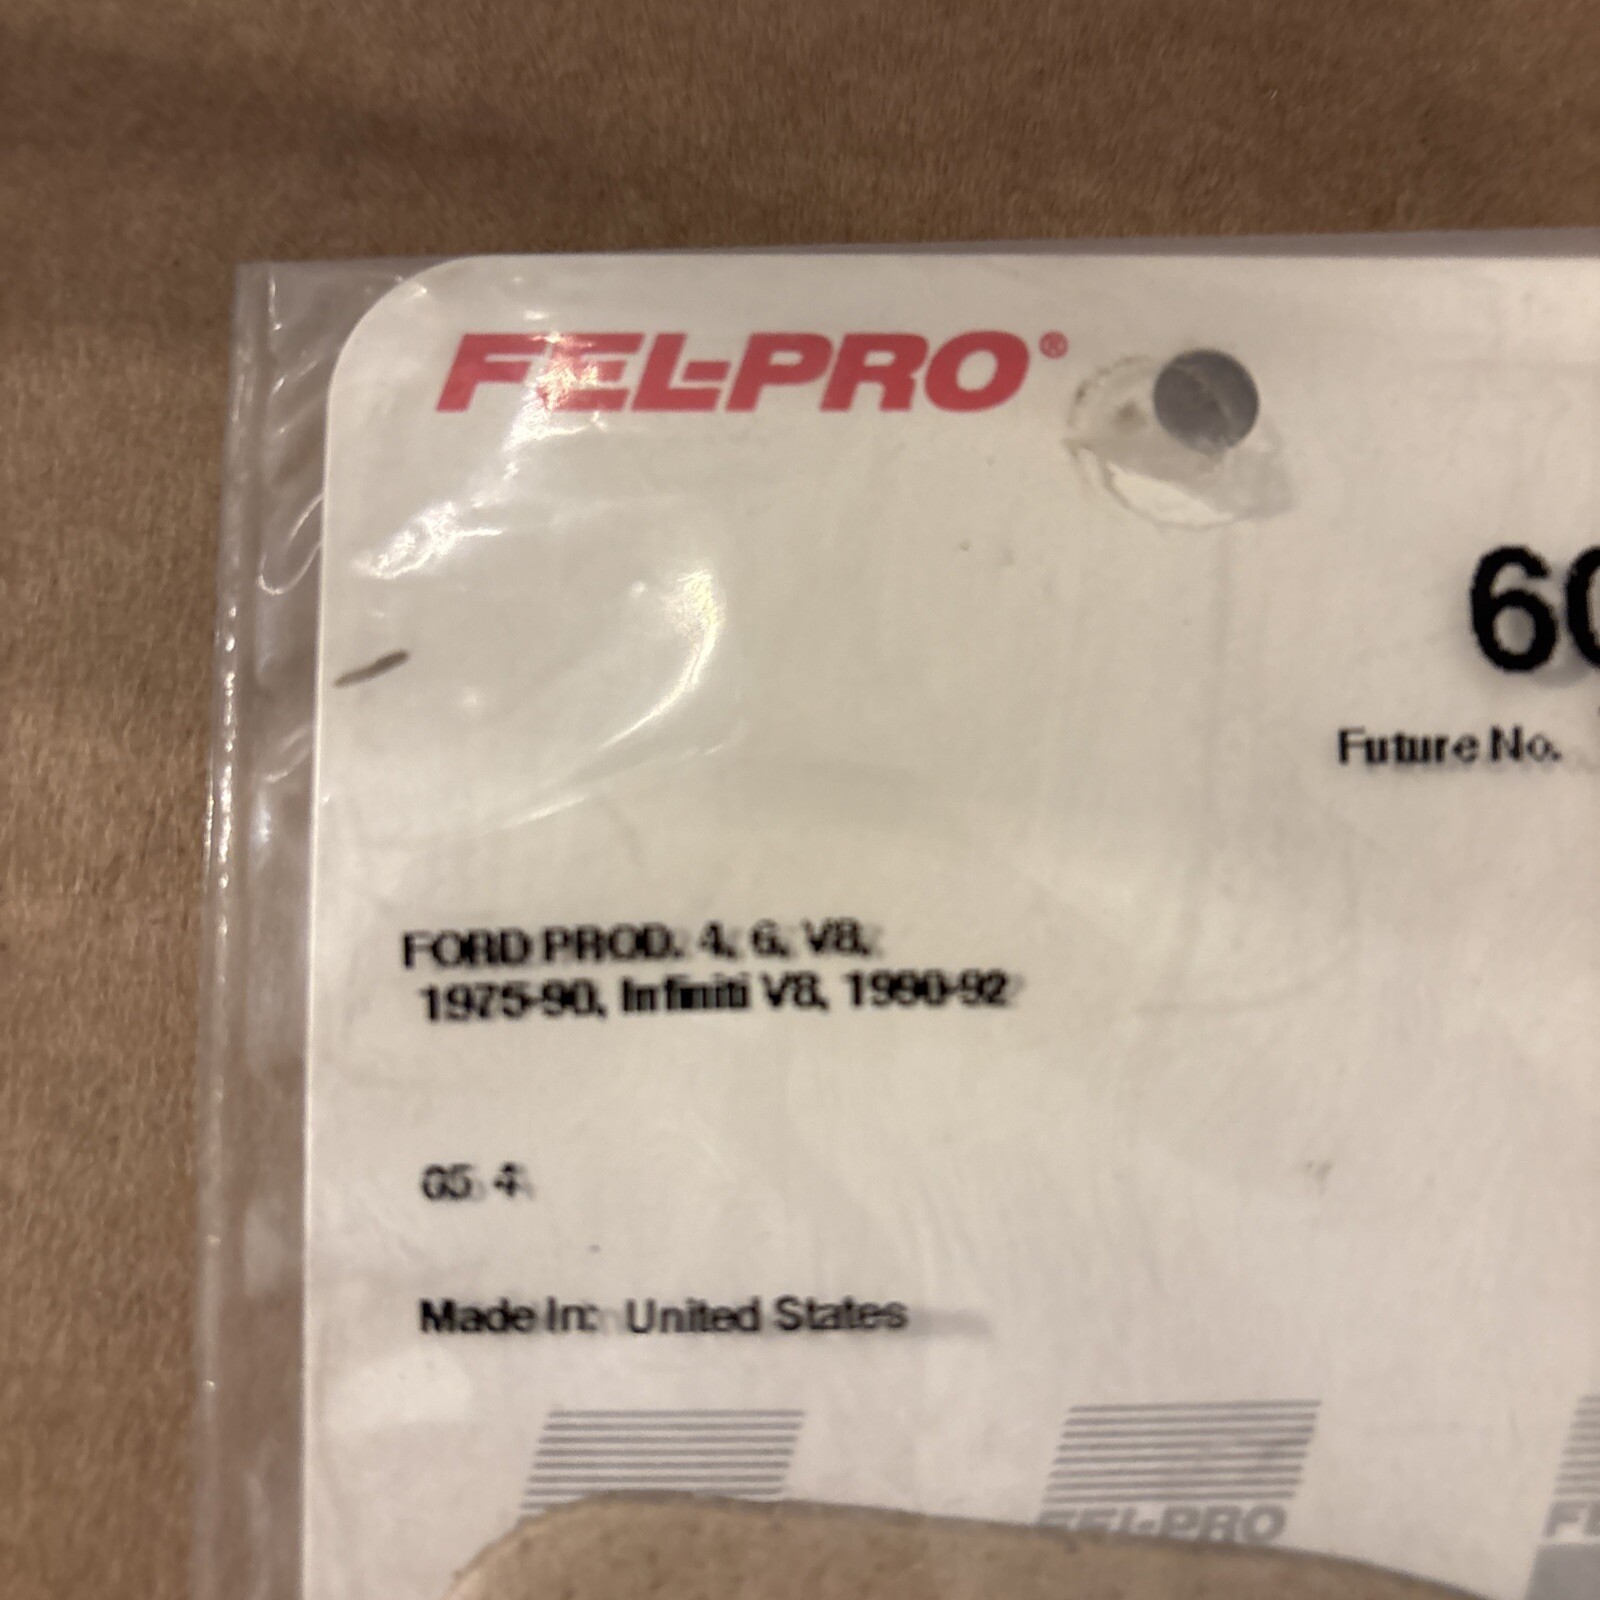 FEL-PRO®
60
Future No.
FORD PROD. 4, 6, V8,
1975-90, Infiniti V8, 1990-92
05 4
Made In: United States
FEL-PRO